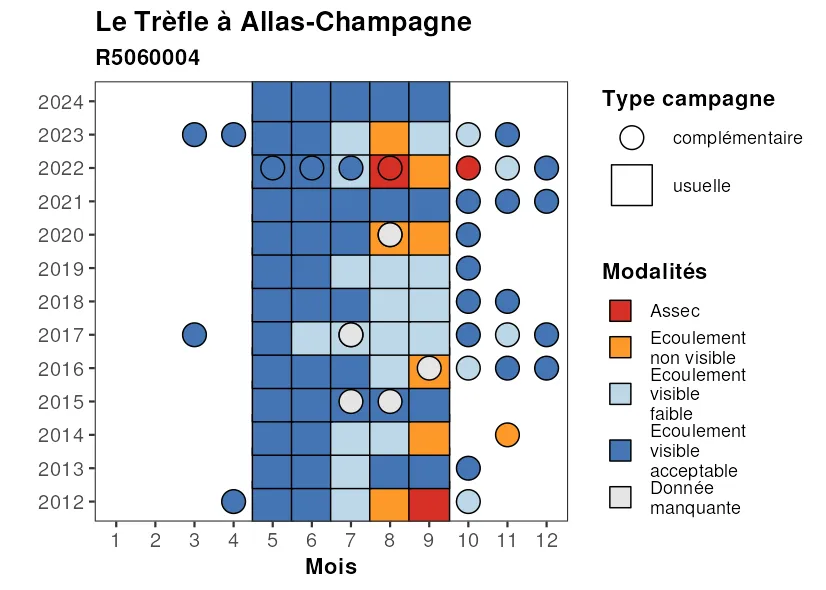 Le Trèfle à Allas-Champagne
R5060004
2024
2023
2022
2021
2020
2019
2018
2017
2016
2015
2014
2013
2012
1 2 3 4 5 6 7 8 9 10 11 12
Mois
Type campagne
complémentaire
usuelle
Modalités
Assec
Ecoulement
non visible
Ecoulement
visible
faible
Ecoulement
visible
acceptable
Donnée
manquante